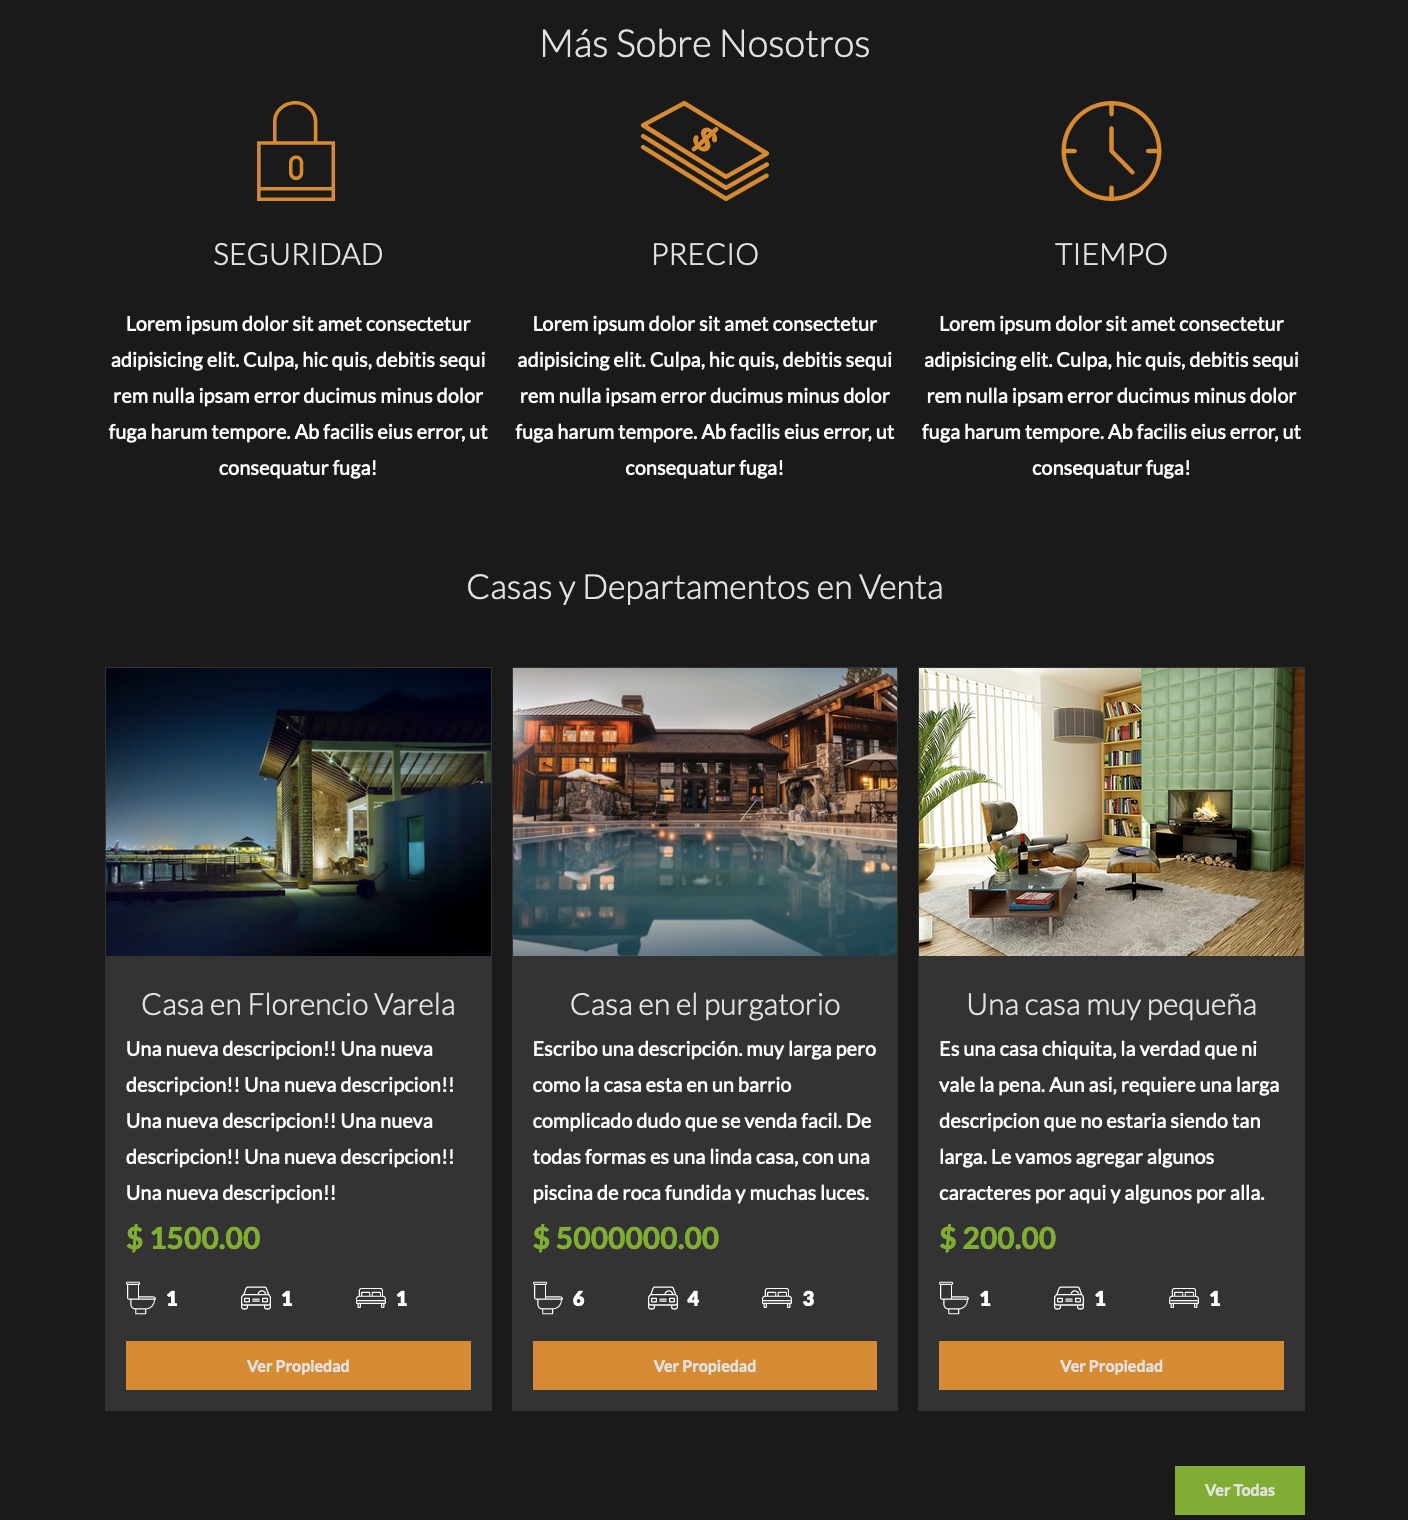 Más Sobre Nosotros
SEGURIDAD
Lorem ipsum dolor sit amet consectetur
adipisicing elit. Culpa, hic quis, debitis sequi
rem nulla ipsam error ducimus minus dolor
fuga harum tempore. Ab facilis eius error, ut
consequatur fuga!
PRECIO
Lorem ipsum dolor sit amet consectetur
adipisicing elit. Culpa, hic quis, debitis sequi
rem nulla ipsam error ducimus minus dolor
fuga harum tempore. Ab facilis eius error, ut
consequatur fuga!
TIEMPO
Lorem ipsum dolor sit amet consectetur
adipisicing elit. Culpa, hic quis, debitis sequi
rem nulla ipsam error ducimus minus dolor
fuga harum tempore. Ab facilis eius error, ut
consequatur fuga!
Casas y Departamentos en Venta
Casa en Florencio Varela
Una nueva descripcion!! Una nueva
descripcion!! Una nueva descripcion!!
Una nueva descripcion!! Una nueva
descripcion!! Una nueva descripcion!!
Una nueva descripcion!!
$ 1500.00
1 1 1
Ver Propiedad
Casa en el purgatorio
Escribo una descripción. muy larga pero
como la casa esta en un barrio
complicado dudo que se venda facil. De
todas formas es una linda casa, con una
piscina de roca fundida y muchas luces.
$ 5000000.00
6 4 3
Ver Propiedad
Una casa muy pequeña
Es una casa chiquita, la verdad que ni
vale la pena. Aun asi, requiere una larga
descripcion que no estaria siendo tan
larga. Le vamos agregar algunos
caracteres por aqui y algunos por alla.
$ 200.00
1 1 1
Ver Propiedad
Ver Todas